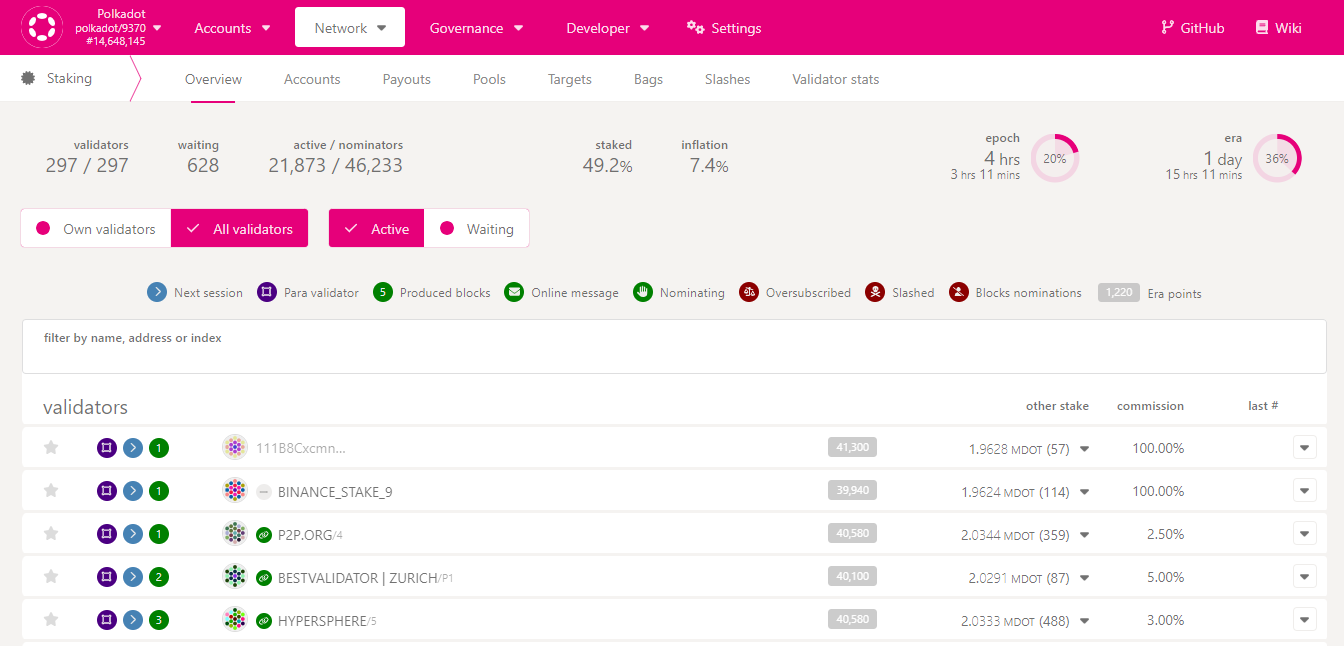 Polkadot
polkadot/9370
#14,648,145
Accounts Network Governance Developer Settings GitHub Wiki
Staking Overview Accounts Payouts Pools Targets Bags Slashes Validator stats
validators waiting active / nominators staked inflation epoch era
297 / 297 628 21,873 / 46,233 49.2% 7.4% 4 hrs 20% 1 day 36%
3 hrs 11 mins 15 hrs 11 mins
Own validators All validators Active Waiting
Next session Para validator 5 Produced blocks Online message Nominating Oversubscribed Slashed Blocks nominations 1,220 Era points
filter by name, address or index
validators other stake commission last #
1 111B8Cxcmn... 41,300 1.9628 MDOT (57) 100.00%
1 BINANCE_STAKE_9 39,940 1.9624 MDOT (114) 100.00%
1 P2P.ORG/4 40,580 2.0344 MDOT (359) 2.50%
2 BESTVALIDATOR | ZURICH/P1 40,100 2.0291 MDOT (87) 5.00%
3 HYPERSPHERE/5 40,580 2.0333 MDOT (488) 3.00%